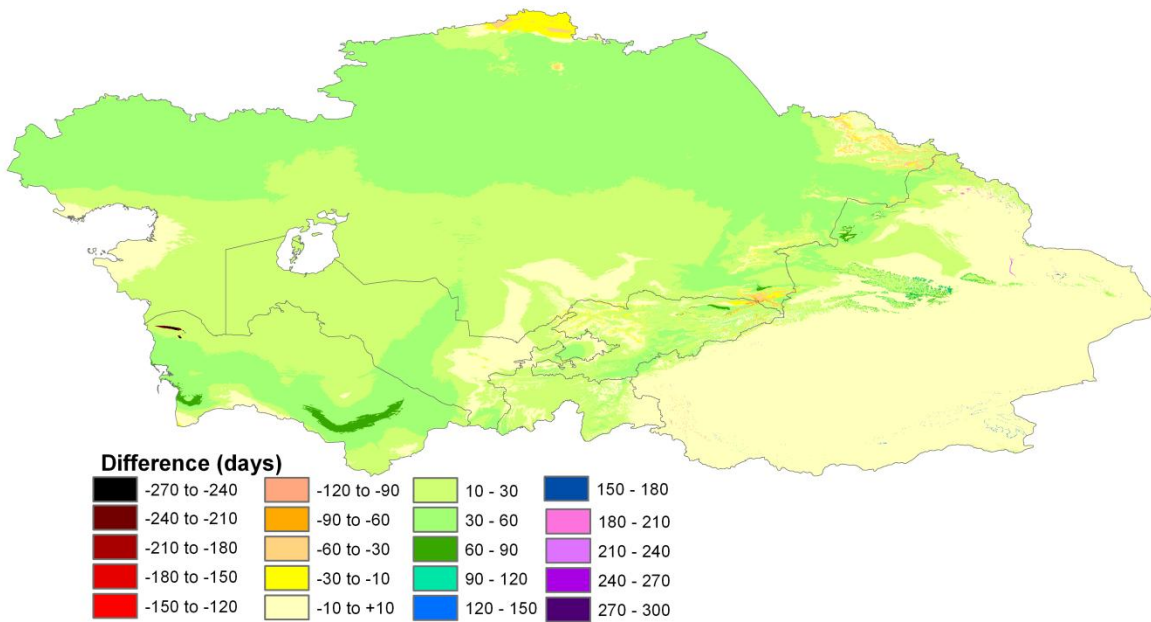 Difference (days)
-270 to -240
-240 to -210
-210 to -180
-180 to -150
-150 to -120
-120 to -90
-90 to -60
-60 to -30
-30 to -10
-10 to +10
10 - 30
30 - 60
60 - 90
90 - 120
120 - 150
150 - 180
180 - 210
210 - 240
240 - 270
270 - 300